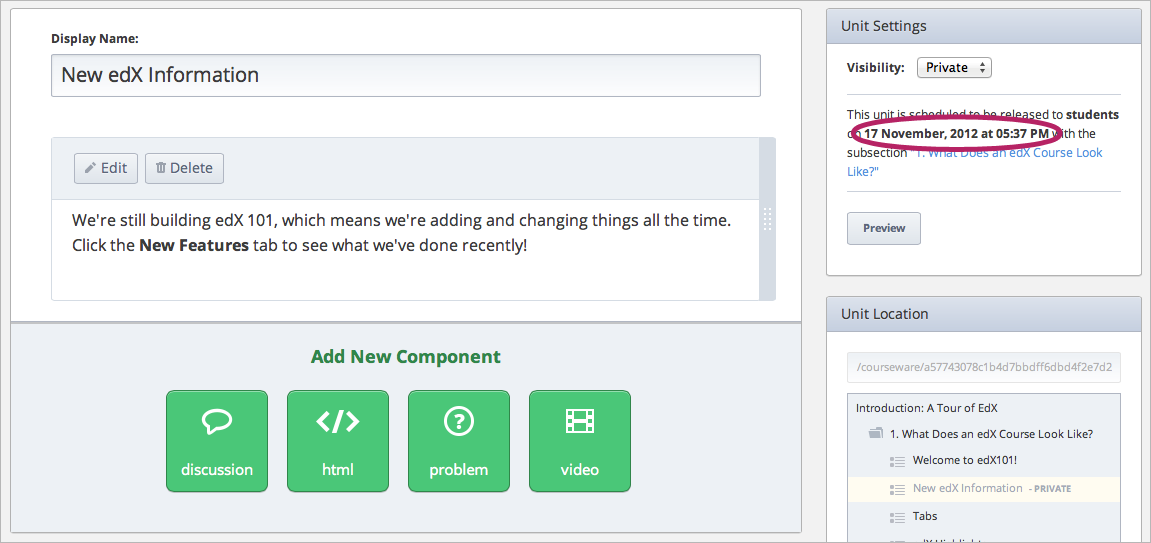 Display Name:
New edX Information
Edit
Delete
We're still building edX 101, which means we're adding and changing things all the time.
Click the New Features tab to see what we've done recently!
Add New Component
discussion
html
problem
video
Unit Settings
Visibility: Private
This unit is scheduled to be released to students
on 17 November, 2012 at 05:37 PM with the
subsection "1. What Does an edX Course Look
Like?"
Preview
Unit Location
/courseware/a57743078c1b4d7bbdff6dbd4f2e7d2
Introduction: A Tour of EdX
1. What Does an edX Course Look Like?
Welcome to edX101!
New edX Information - PRIVATE
Tabs